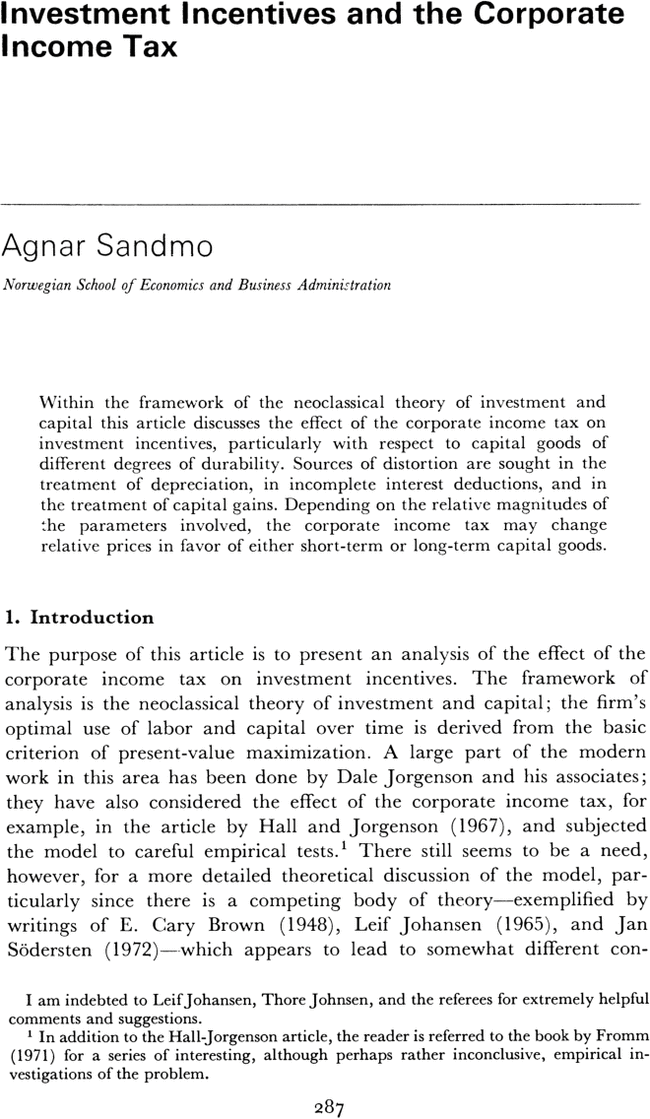 Investment Incentives and the Corporate
Income Tax
Agnar Sandmo
Norwegian School of Economics and Business Administration
Within the framework of the neoclassical theory of investment and
capital this article discusses the effect of the corporate income tax on
investment incentives, particularly with respect to capital goods of
different degrees of durability. Sources of distortion are sought in the
treatment of depreciation, in incomplete interest deductions, and in
the treatment of capital gains. Depending on the relative magnitudes of
the parameters involved, the corporate income tax may change
relative prices in favor of either short-term or long-term capital goods.
1. Introduction
The purpose of this article is to present an analysis of the effect of the
corporate income tax on investment incentives. The framework of
analysis is the neoclassical theory of investment and capital; the firm's
optimal use of labor and capital over time is derived from the basic
criterion of present-value maximization. A large part of the modern
work in this area has been done by Dale Jorgenson and his associates;
they have also considered the effect of the corporate income tax, for
example, in the article by Hall and Jorgenson (1967), and subjected
the model to careful empirical tests.¹ There still seems to be a need,
however, for a more detailed theoretical discussion of the model, par-
ticularly since there is a competing body of theory—exemplified by
writings of E. Cary Brown (1948), Leif Johansen (1965), and Jan
Södersten (1972)—which appears to lead to somewhat different con-
I am indebted to Leif Johansen, Thore Johnsen, and the referees for extremely helpful
comments and suggestions.
¹ In addition to the Hall-Jorgenson article, the reader is referred to the book by Fromm
(1971) for a series of interesting, although perhaps rather inconclusive, empirical in-
vestigations of the problem.
287